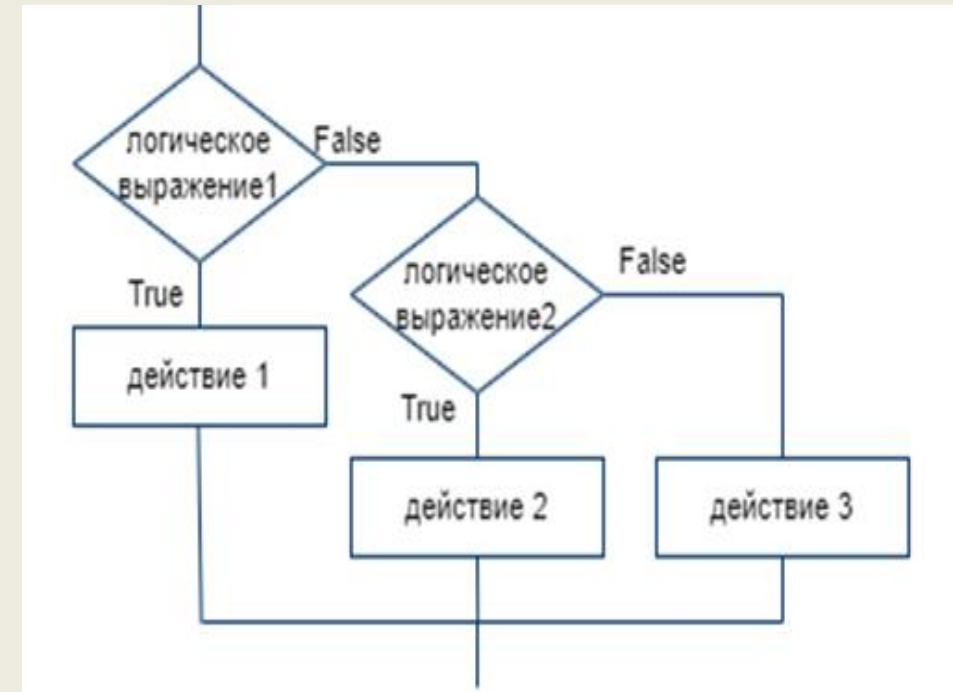 логическое
выражение1
False
True
действие 1
логическое
выражение2
False
True
действие 2
действие 3